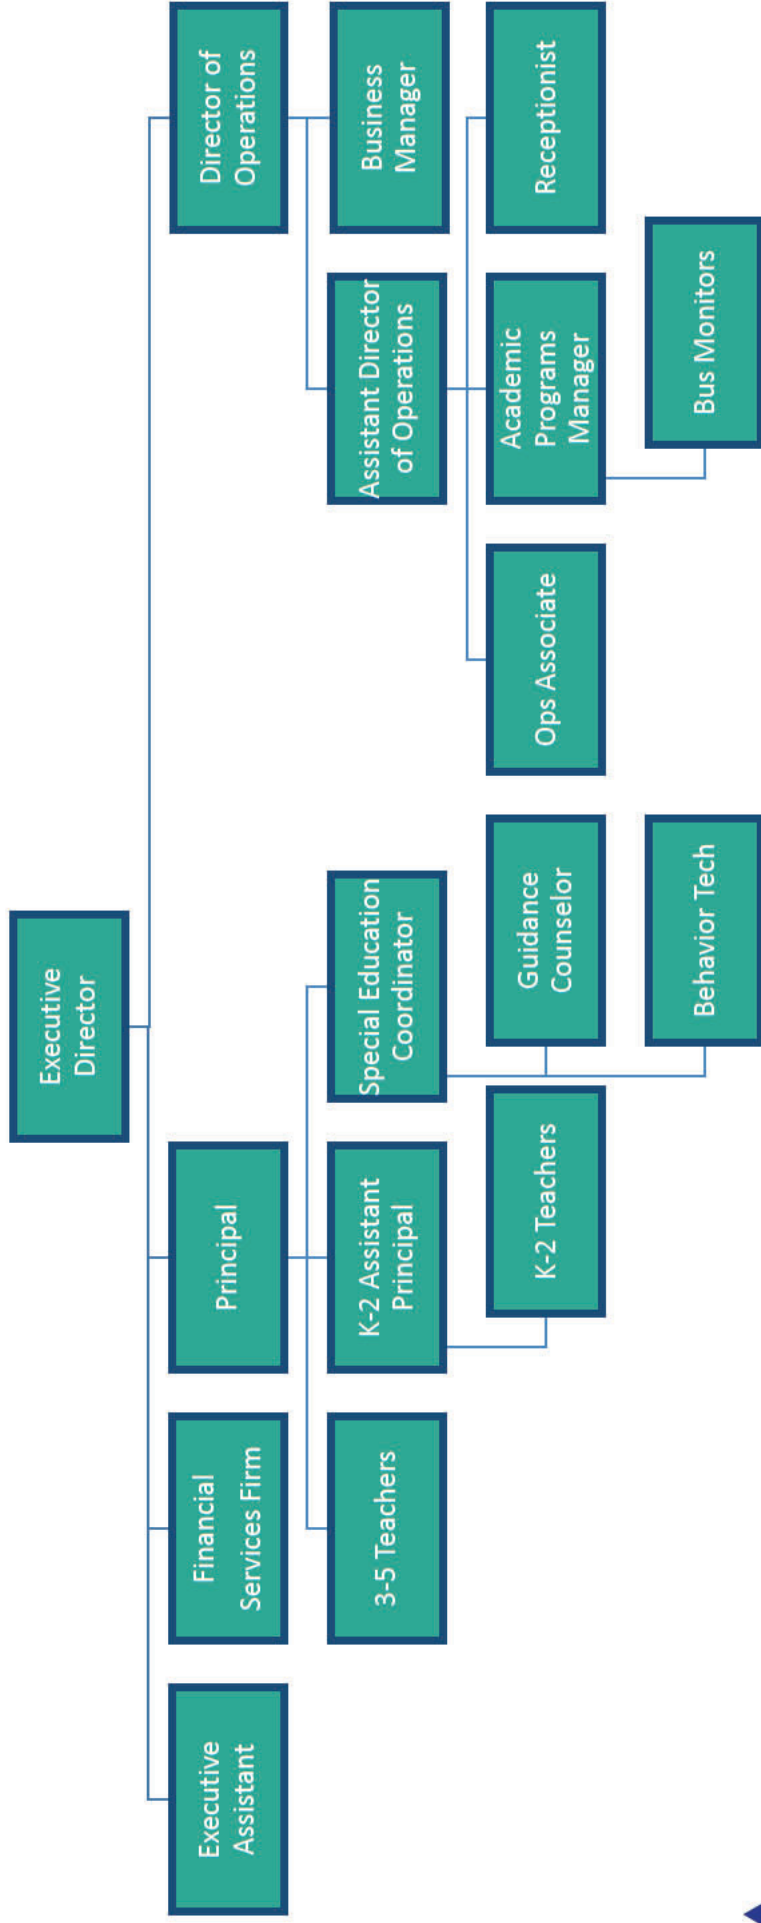 Executive
Director
Executive
Assistant
Financial
Services Firm
Principal
Director of
Operations
3-5 Teachers
K-2 Assistant
Principal
Special Education
Coordinator
Assistant Director
of Operations
Business
Manager
K-2 Teachers
Guidance
Counselor
Ops Associate
Academic
Programs
Manager
Receptionist
Behavior Tech
Bus Monitors